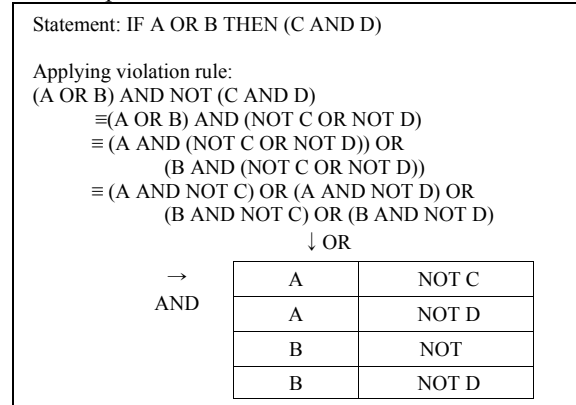 Statement: IF A OR B THEN (C AND D)
Applying violation rule:
(A OR B) AND NOT (C AND D)
≡(A OR B) AND (NOT C OR NOT D)
≡ (A AND (NOT C OR NOT D)) OR
(B AND (NOT C OR NOT D))
≡ (A AND NOT C) OR (A AND NOT D) OR
(B AND NOT C) OR (B AND NOT D)
↓ OR
→
AND
A NOT C
A NOT D
B NOT
B NOT D